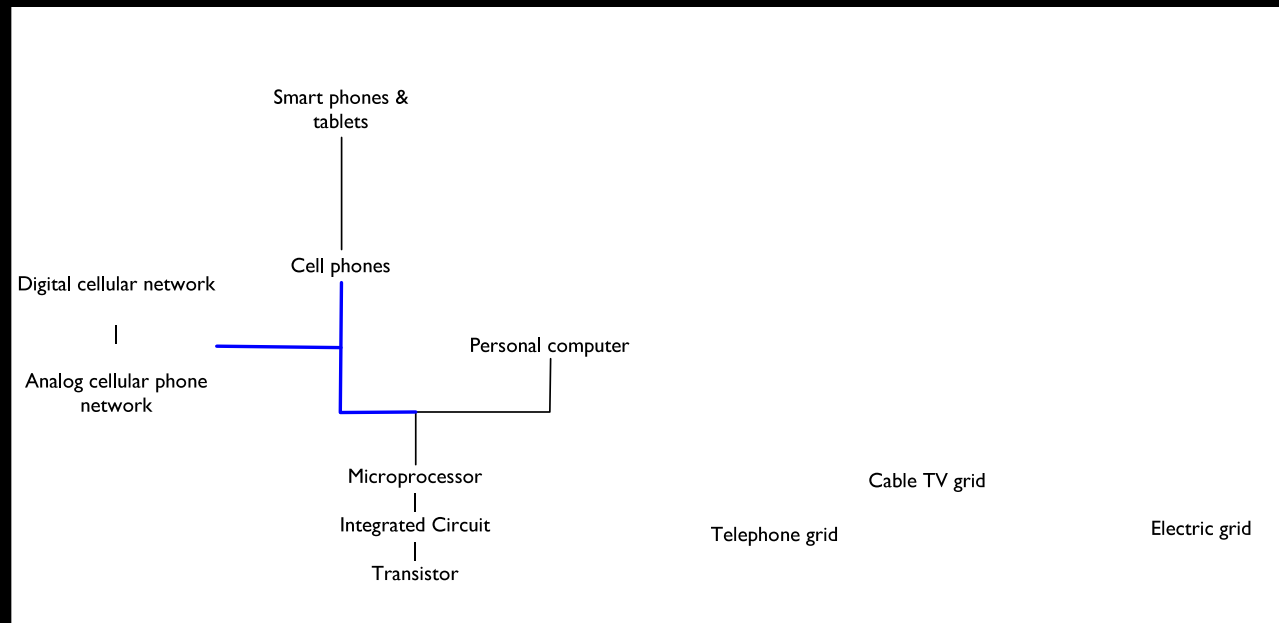 Smart phones &
tablets
Cell phones
Digital cellular network
Personal computer
Analog cellular phone
network
Microprocessor
Cable TV grid
Integrated Circuit
Telephone grid
Electric grid
Transistor